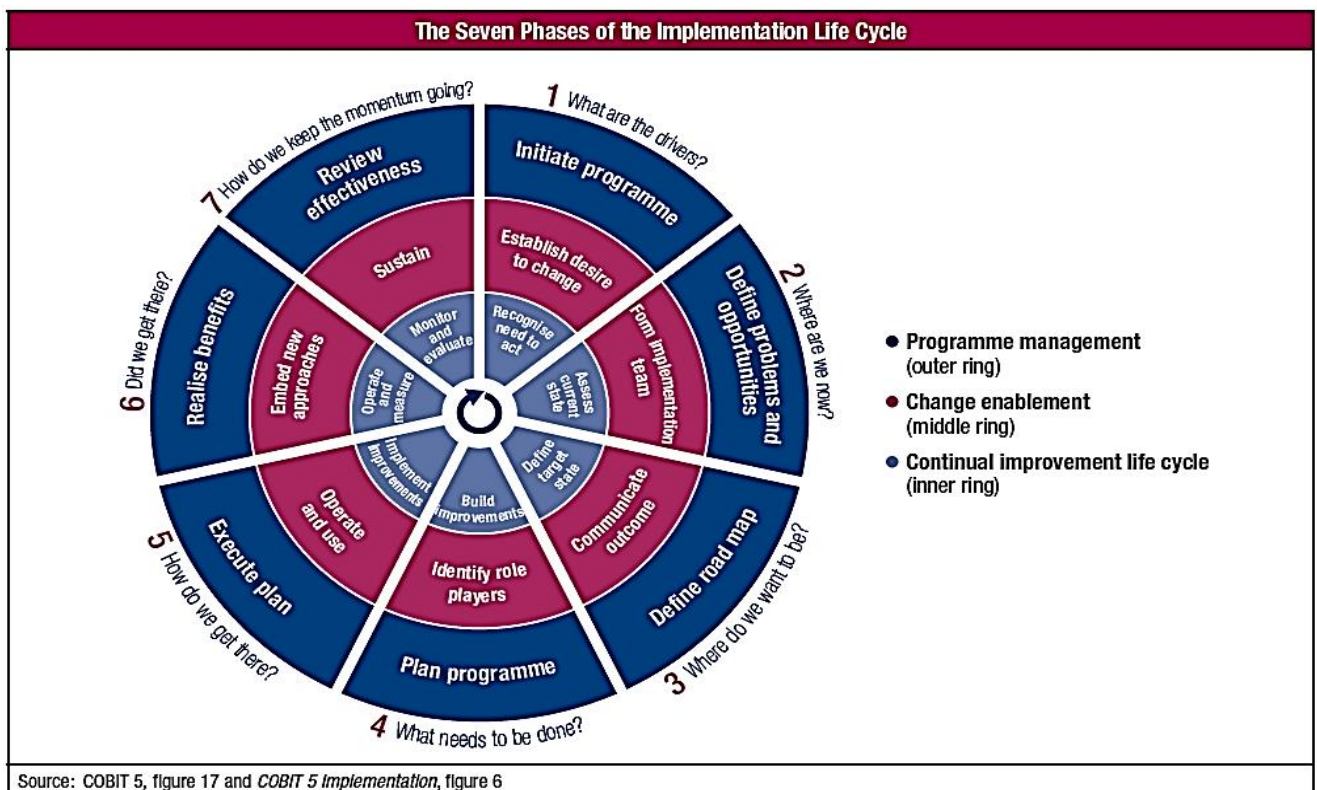 The Seven Phases of the Implementation Life Cycle
1 What are the drivers?
Initiate programme
Establish desire
to change
Recognise
need to
act
2 Where are we now?
Define problems and
opportunities
Form implementation
team
Assess
current
state
3 Where do we want to be?
Define road map
Communicate
outcome
Define
target
state
4 What needs to be done?
Plan programme
Identify role
players
Build
improvements
5 How do we get there?
Execute plan
Operate
and use
Implement
improvements
6 Did we get there?
Realise benefits
Embed new
approaches
Operate
and
measure
7 How do we keep the momentum going?
Review
effectiveness
Sustain
Monitor
and
evaluate
Programme management
(outer ring)
Change enablement
(middle ring)
Continual improvement life cycle
(inner ring)
Source: COBIT 5, figure 17 and COBIT 5 Implementation, figure 6